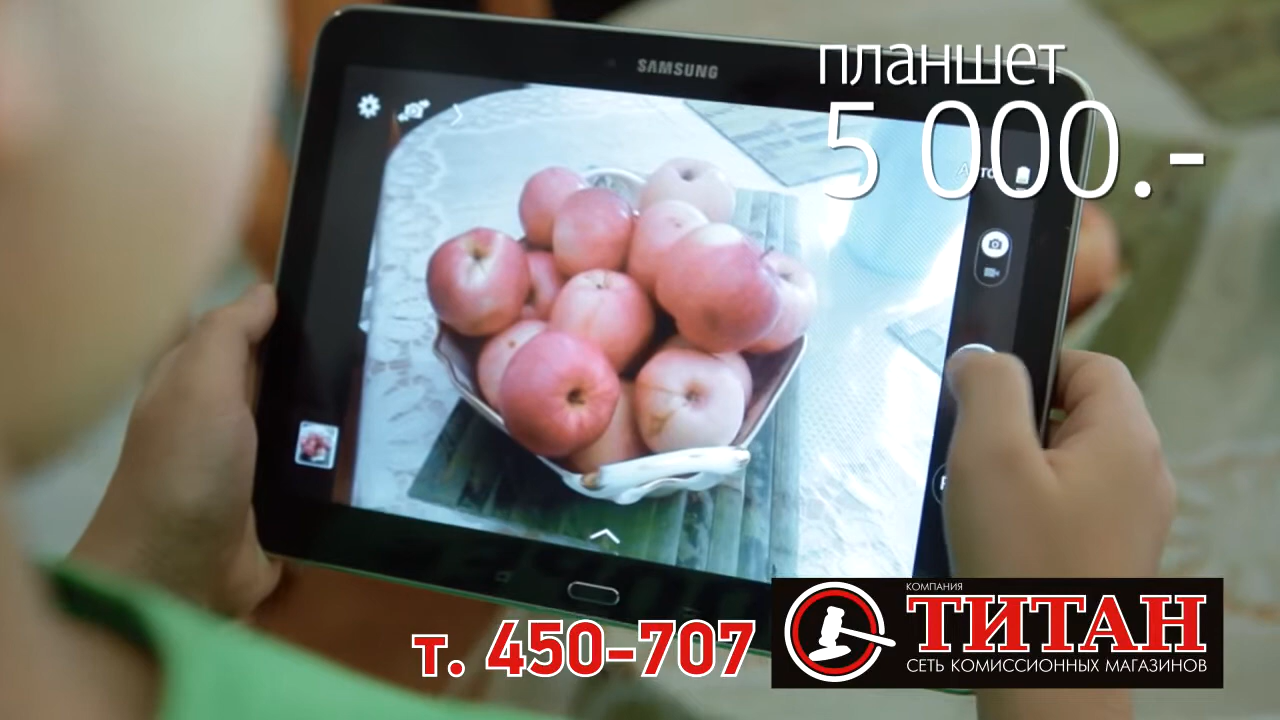 SAMSUNG
планшет
5 000.-
т. 450-707
КОМПАНИЯ
ТИТАН
СЕТЬ КОМИССИОННЫХ МАГАЗИНОВ